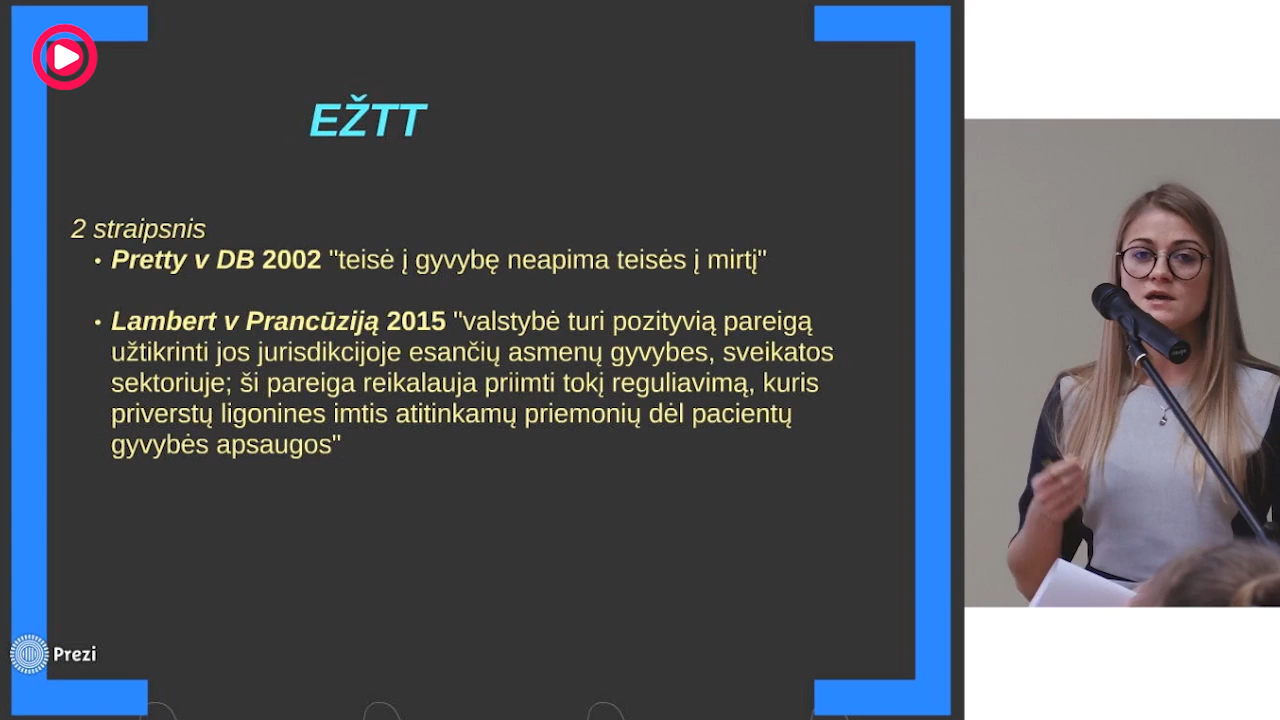 EŽTT
2 straipsnis
• Pretty v DB 2002 "teisė į gyvybę neapima teisės į mirtį"
• Lambert v Prancūziją 2015 "valstybė turi pozityvią pareigą
užtikrinti jos jurisdikcijoje esančių asmenų gyvybes, sveikatos
sektoriuje; ši pareiga reikalauja priimti tokį reguliavimą, kuris
priverstų ligonines imtis atitinkamų priemonių dėl pacientų
gyvybės apsaugos"
Prezi